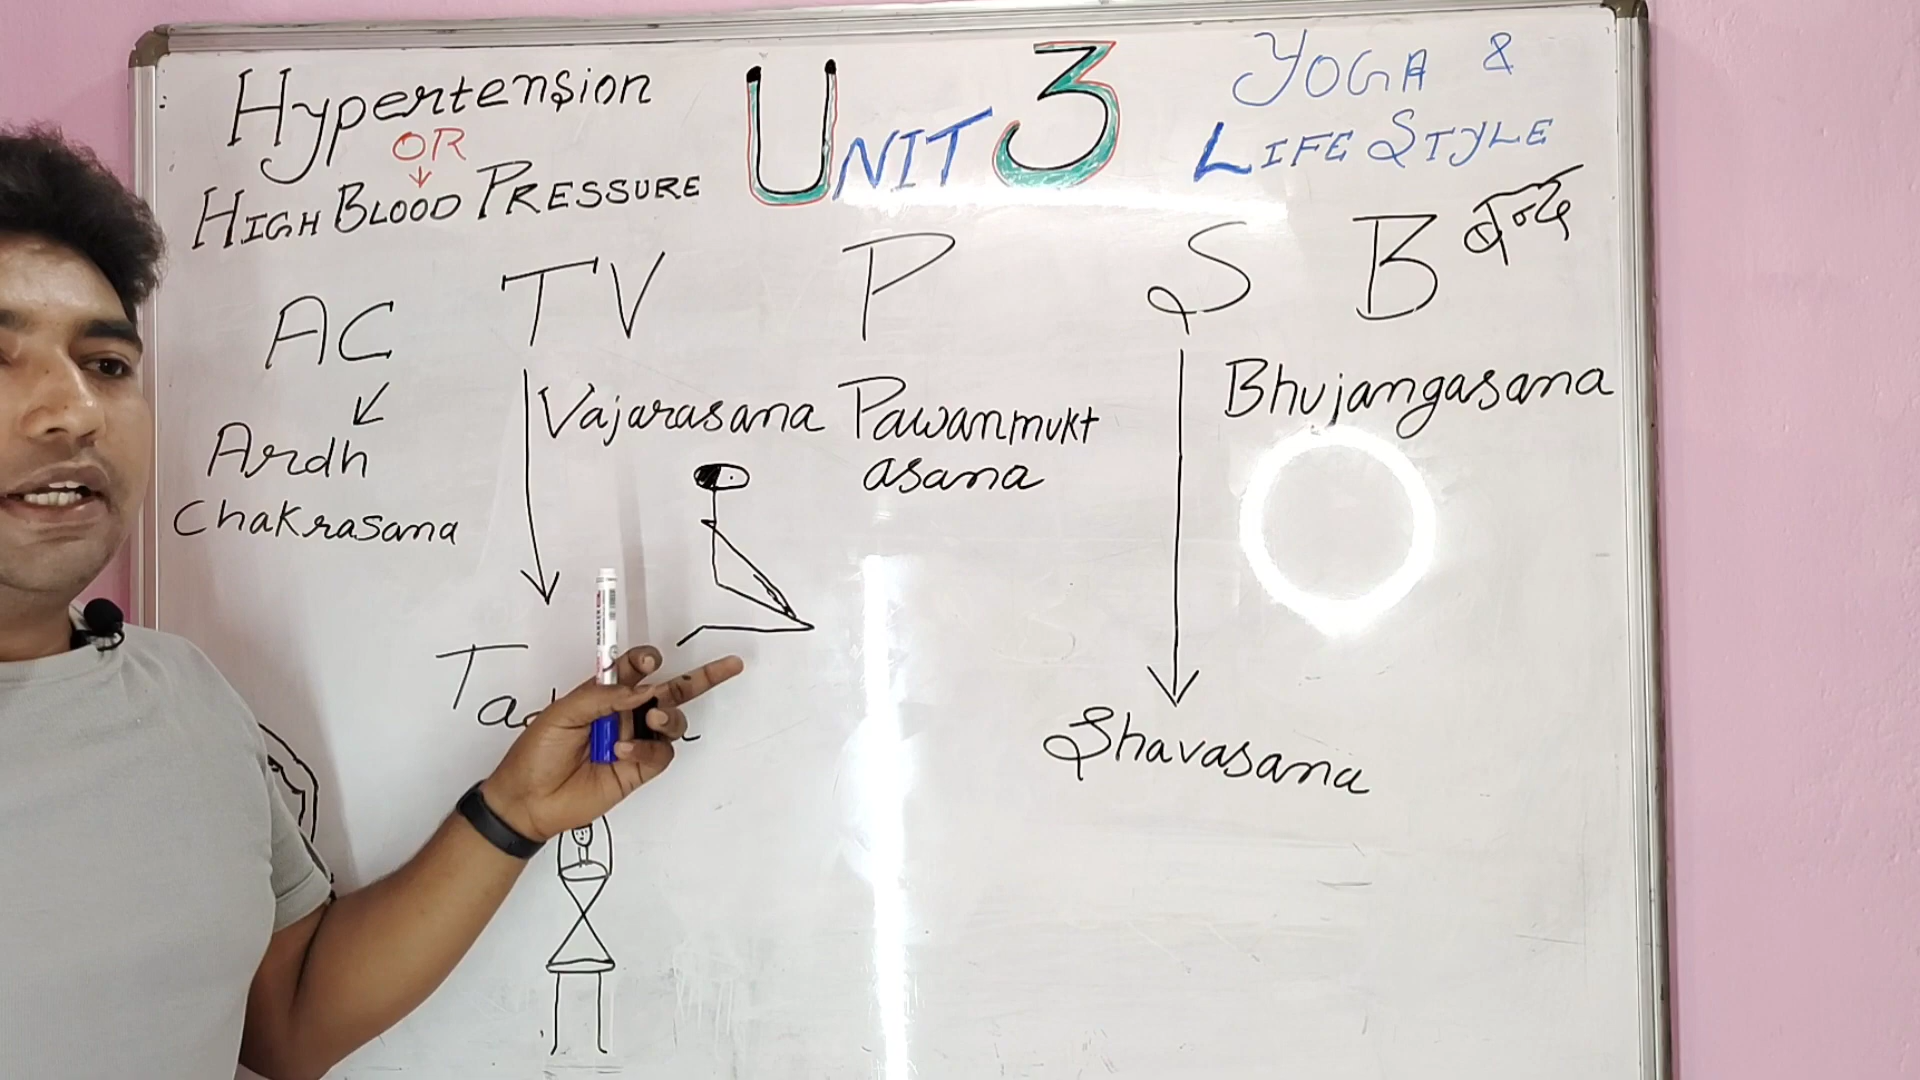 Hypertension
OR
HIGH BLOOD PRESSURE
UNIT 3
YOGA &
LIFE STYLE
AC TV P S B बन्द
Ardh
Chakrasana
Vajarasana
Pawanmukt
asana
Bhujangasana
Shavasana